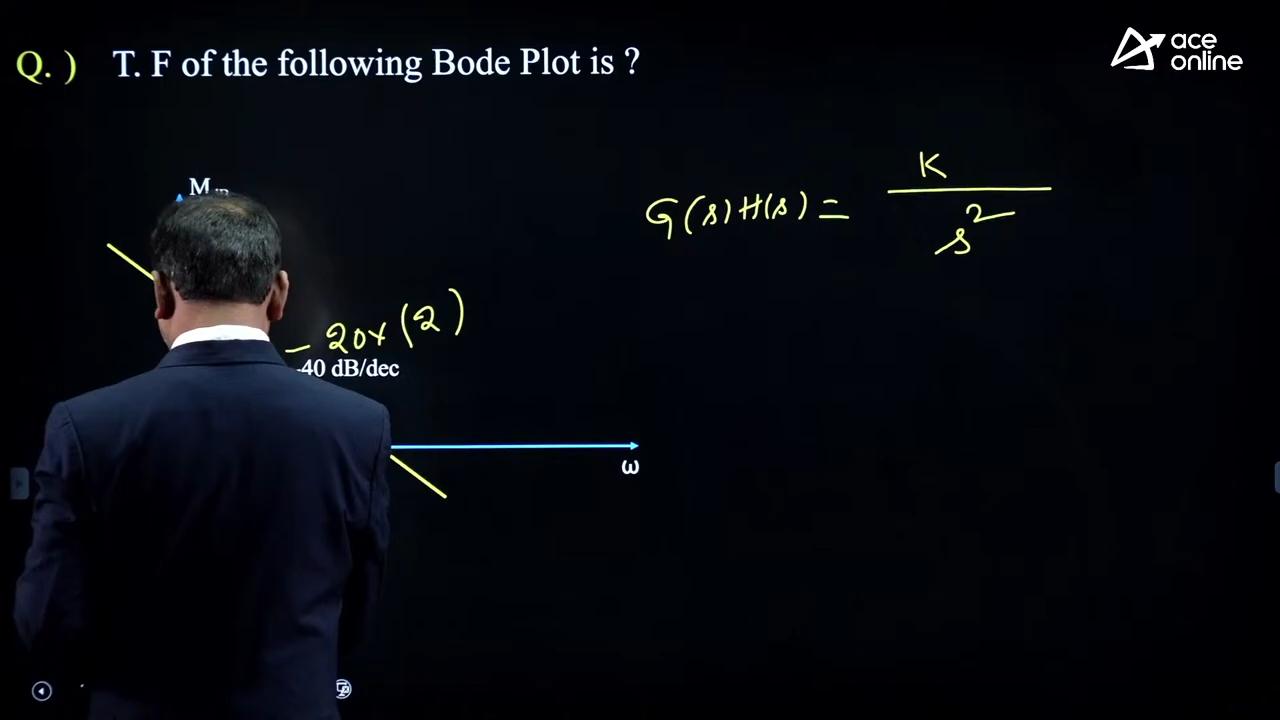 Q. ) T. F of the following Bode Plot is ?
ace
online
K
G(s)H(s) =
s²
- 20x (2)
-40 dB/dec
ω